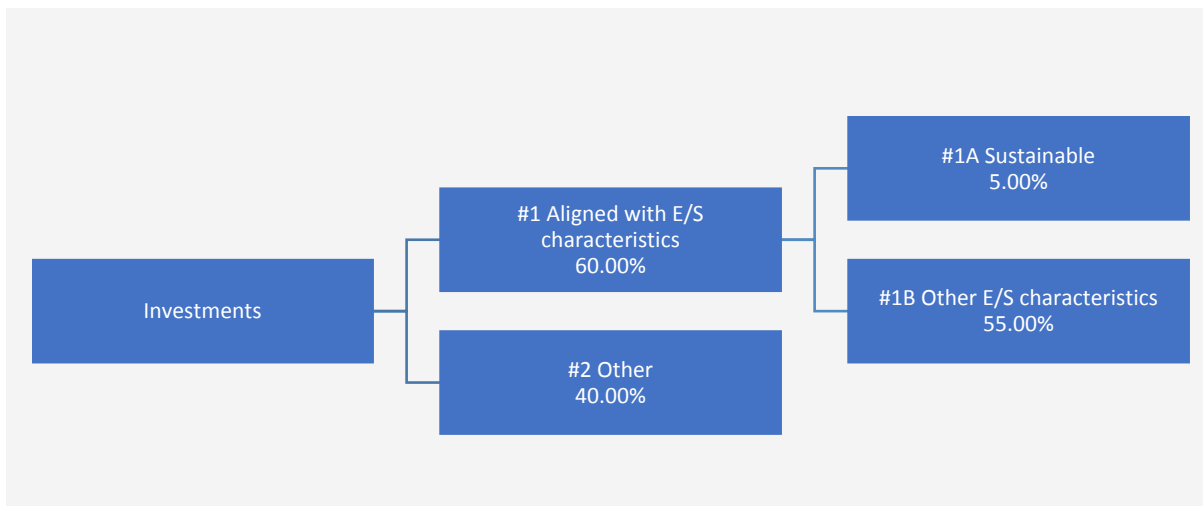 Investments
#1 Aligned with E/S
characteristics
60.00%
#2 Other
40.00%
#1A Sustainable
5.00%
#1B Other E/S characteristics
55.00%